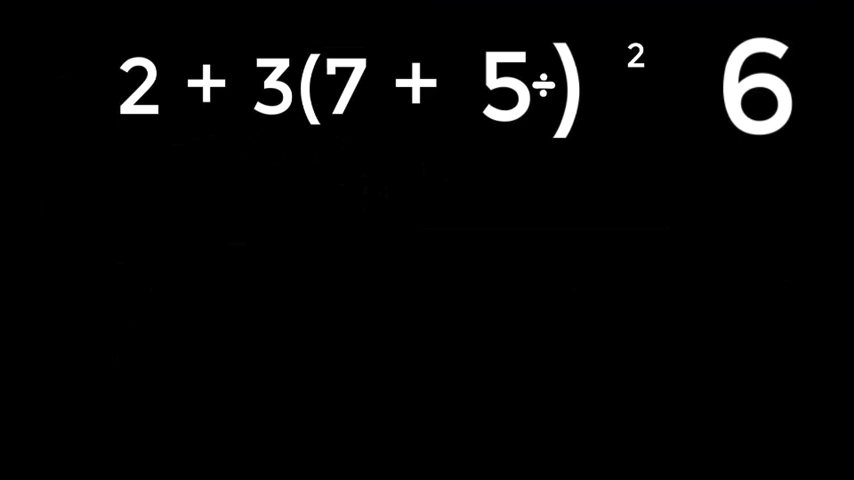 2 + 3(7 + 5÷) ² 6